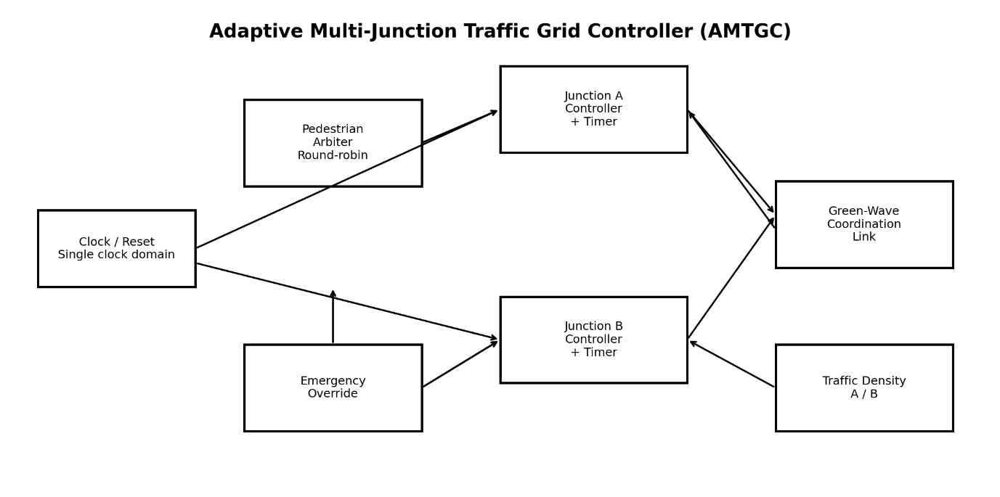 Adaptive Multi-Junction Traffic Grid Controller (AMTGC)
Junction A
Controller
+ Timer
Pedestrian
Arbiter
Round-robin
Green-Wave
Coordination
Link
Clock / Reset
Single clock domain
Junction B
Controller
+ Timer
Emergency
Override
Traffic Density
A / B